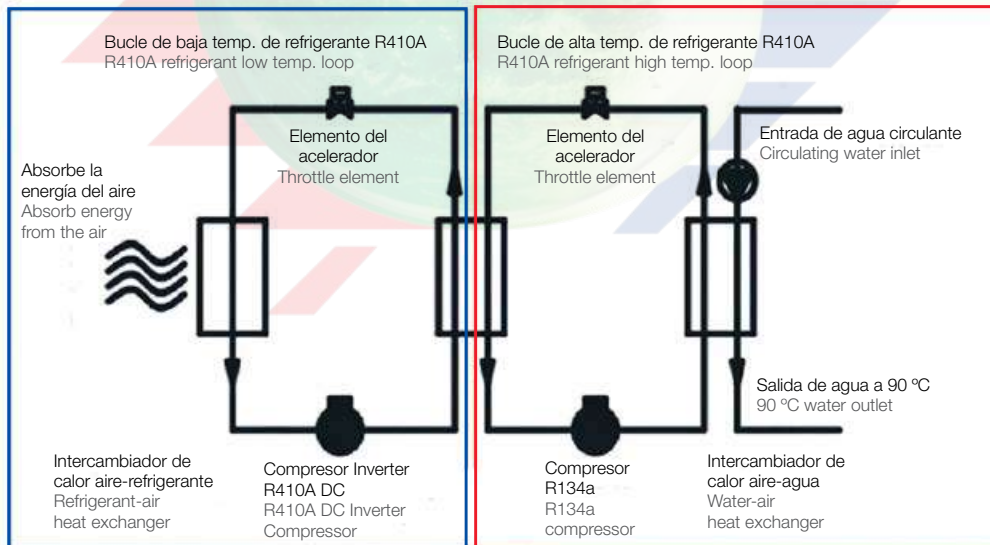 Bucle de baja temp. de refrigerante R410A
R410A refrigerant low temp. loop
Bucle de alta temp. de refrigerante R410A
R410A refrigerant high temp. loop
Elemento del
acelerador
Throttle element
Elemento del
acelerador
Throttle element
Entrada de agua circulante
Circulating water inlet
Absorbe la
energía del aire
Absorb energy
from the air
Salida de agua a 90 ºC
90 ºC water outlet
Intercambiador de
calor aire-refrigerante
Refrigerant-air
heat exchanger
Compresor Inverter
R410A DC
R410A DC Inverter
Compressor
Compresor
R134a
R134a
compressor
Intercambiador de
calor aire-agua
Water-air
heat exchanger